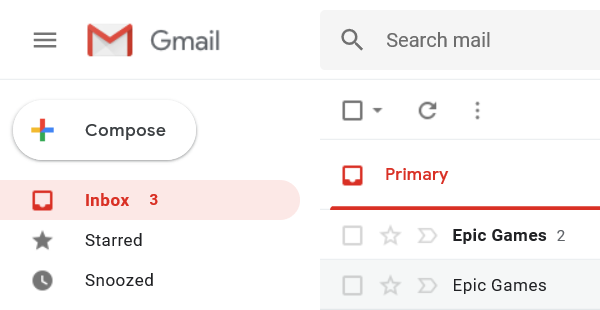 Gmail
Search mail
Compose
Primary
Inbox 3
Starred
Snoozed
Epic Games 2
Epic Games